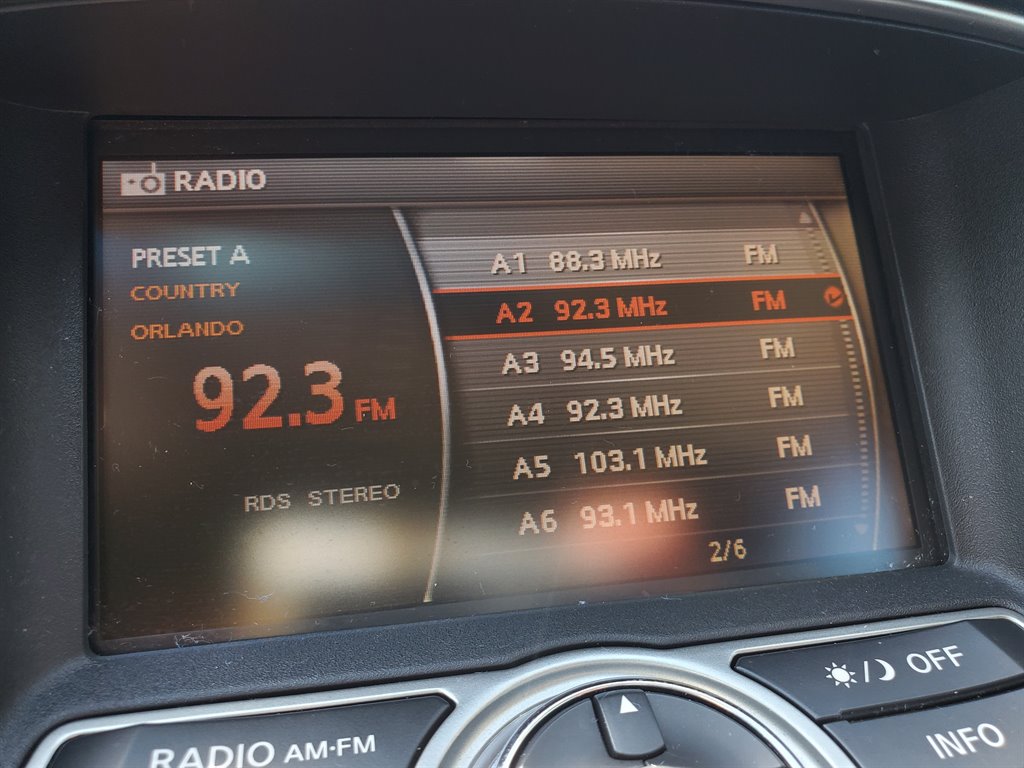 RADIO
PRESET A
COUNTRY
ORLANDO
92.3 FM
RDS STEREO
A1 88.3 MHz FM
A2 92.3 MHz FM
A3 94.5 MHz FM
A4 92.3 MHz FM
A5 103.1 MHz FM
A6 93.1 MHz FM
2/6
OFF
RADIO AM·FM
INFO